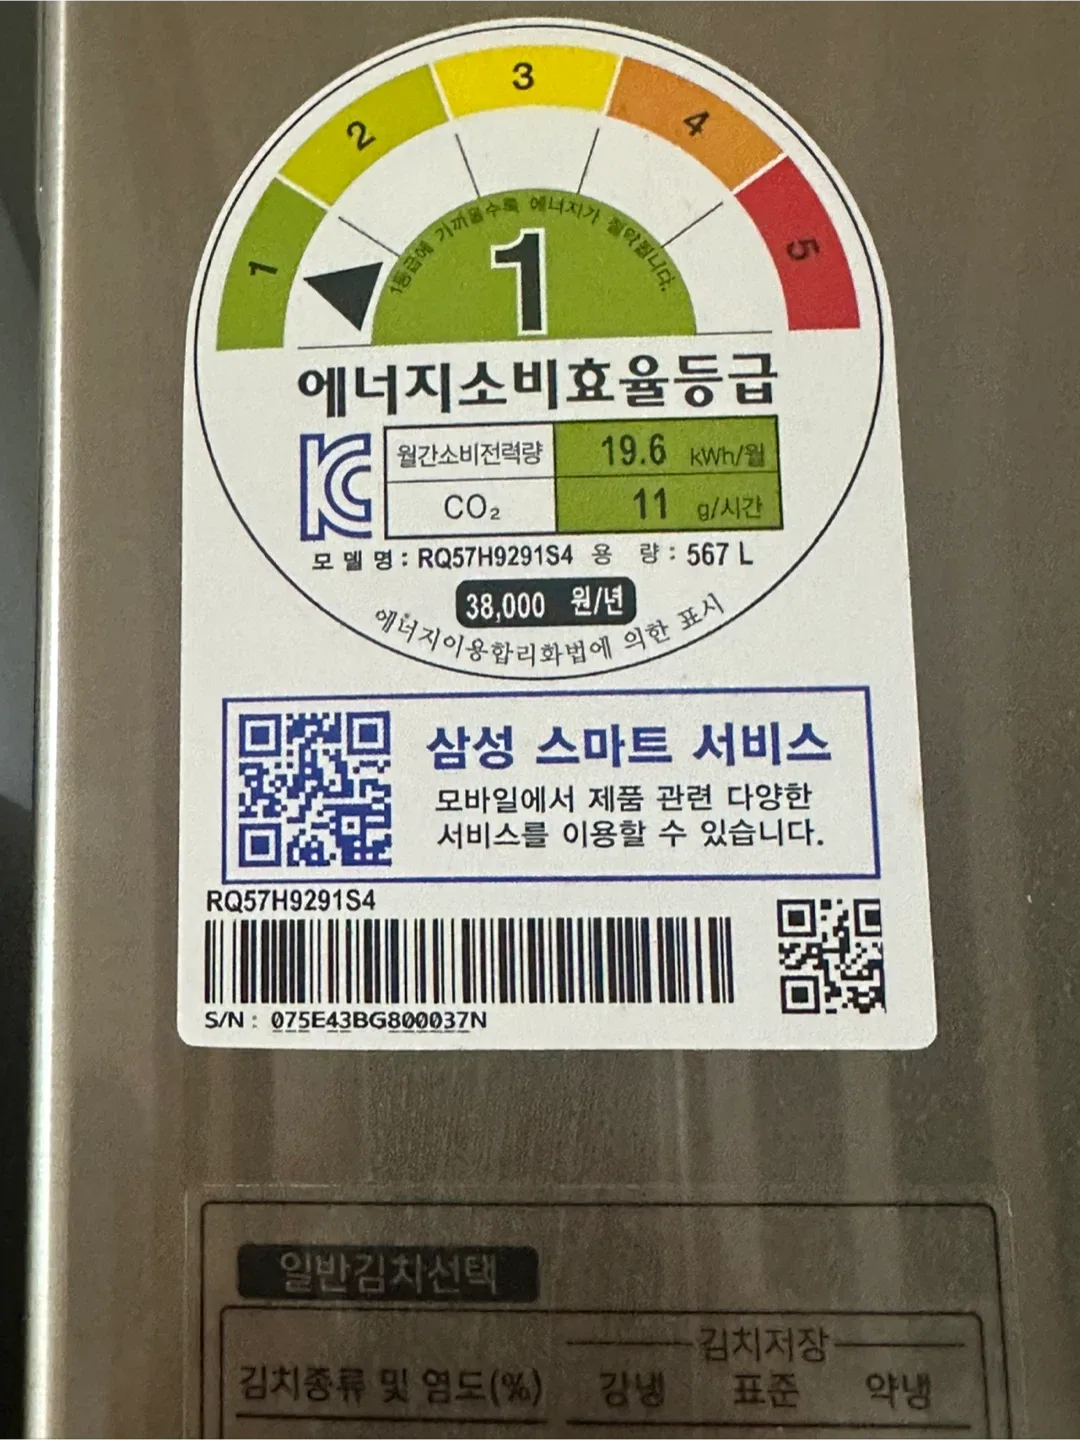 1 2 3 4 5
1등급에 가까울수록 에너지가 절약됩니다.
1
에너지소비효율등급
월간소비전력량 19.6 kWh/월
CO₂ 11 g/시간
모델명 : RQ57H9291S4 용 량 : 567 L
38,000 원/년
에너지이용합리화법에 의한 표시
삼성 스마트 서비스
모바일에서 제품 관련 다양한
서비스를 이용할 수 있습니다.
RQ57H9291S4
S/N : 075E43BG800037N
일반김치선택
김치저장
김치종류 및 염도(%) 강냉 표준 약냉